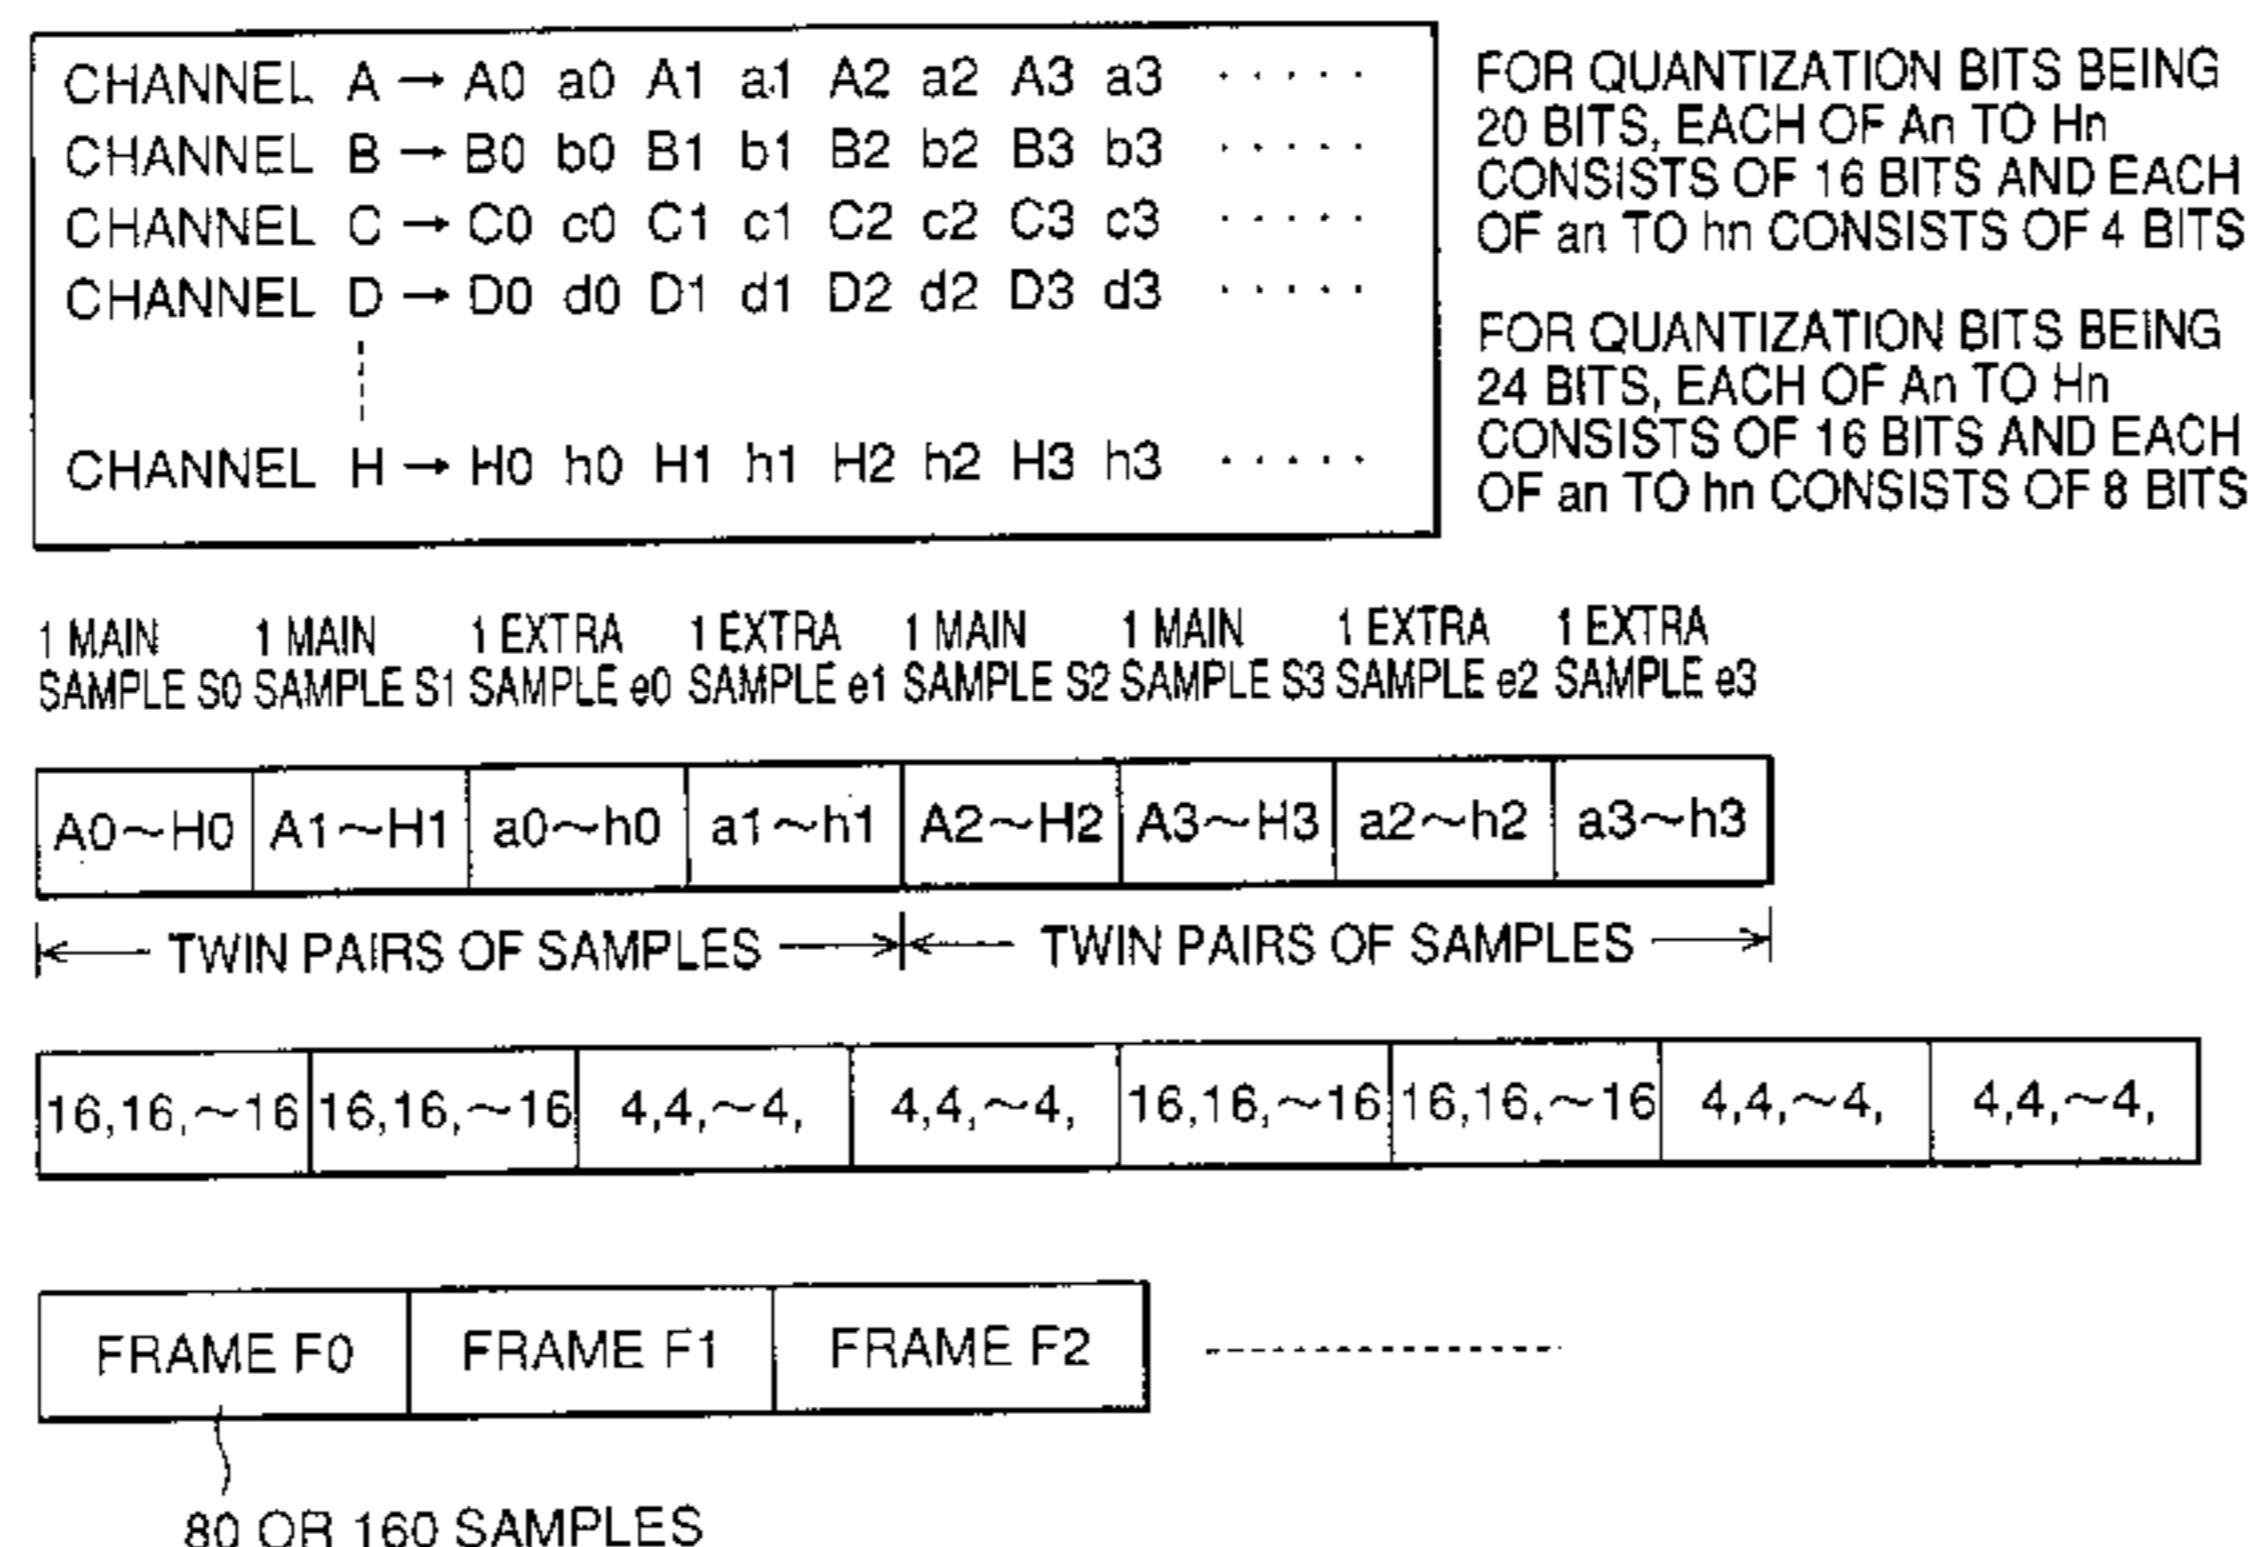 CHANNEL A → A0 a0 A1 a1 A2 a2 A3 a3 ·····
CHANNEL B → B0 b0 B1 b1 B2 b2 B3 b3 ·····
CHANNEL C → C0 c0 C1 c1 C2 c2 C3 c3
CHANNEL D → D0 d0 D1 d1 D2 d2 D3 d3 ·····
CHANNEL H → H0 h0 H1 h1 H2 h2 H3 h3 ·····
FOR QUANTIZATION BITS BEING
20 BITS, EACH OF An TO Hn
CONSISTS OF 16 BITS AND EACH
OF an TO hn CONSISTS OF 4 BITS
FOR QUANTIZATION BITS BEING
24 BITS, EACH OF An TO Hn
CONSISTS OF 16 BITS AND EACH
OF an TO hn CONSISTS OF 8 BITS
1 MAIN 1 MAIN 1 EXTRA 1 EXTRA 1 MAIN 1 MAIN 1 EXTRA 1 EXTRA
SAMPLE S0 SAMPLE S1 SAMPLE e0 SAMPLE e1 SAMPLE S2 SAMPLE S3 SAMPLE e2 SAMPLE e3
A0~H0 A1~H1 a0~h0 a1~h1 A2~H2 A3~H3 a2~h2 a3~h3
TWIN PAIRS OF SAMPLES TWIN PAIRS OF SAMPLES
16,16,~16 16,16,~16 4,4,~4, 4,4,~4, 16,16,~16 16,16,~16 4,4,~4, 4,4,~4,
FRAME F0 FRAME F1 FRAME F2
80 OR 160 SAMPLES